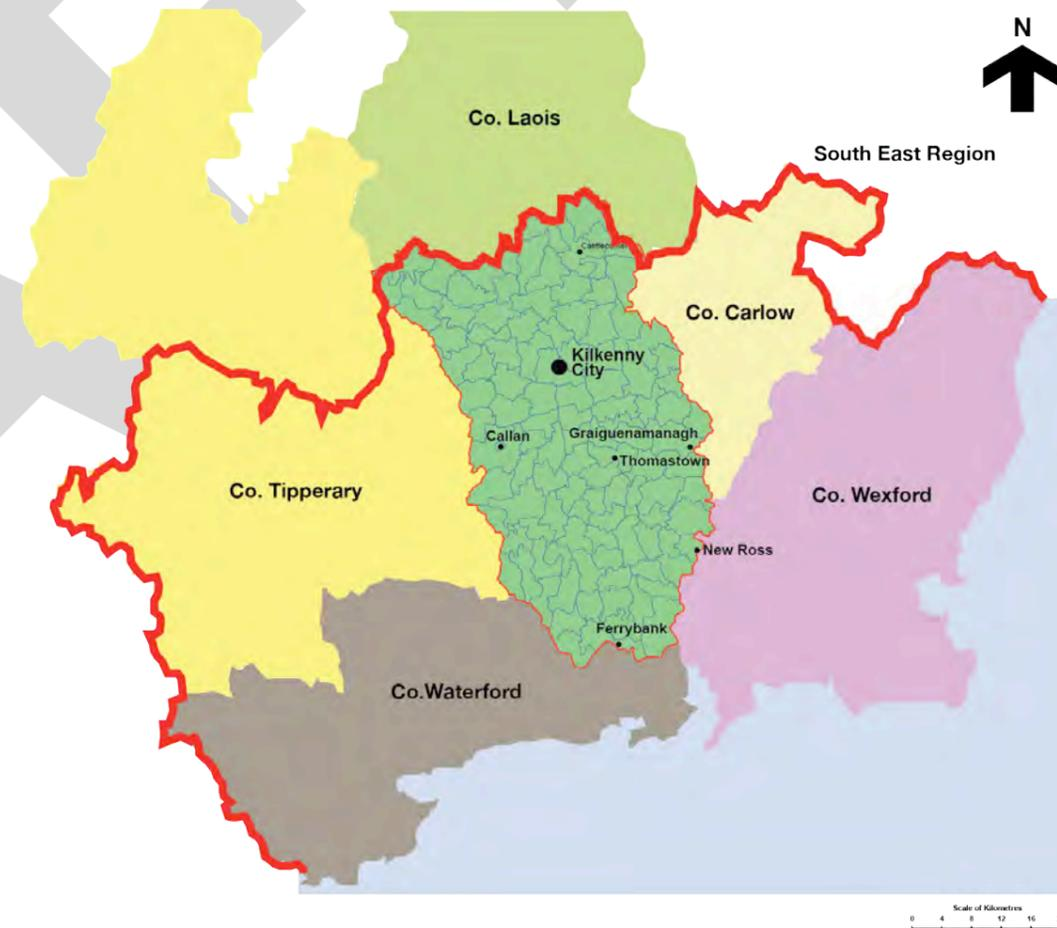 N
South East Region
Co. Laois
Castlecomer
Co. Carlow
Kilkenny
City
Callan
Graiguenamanagh
Thomastown
Co. Tipperary
Co. Wexford
New Ross
Ferrybank
Co.Waterford
Scale of Kilometres
0 4 8 12 16